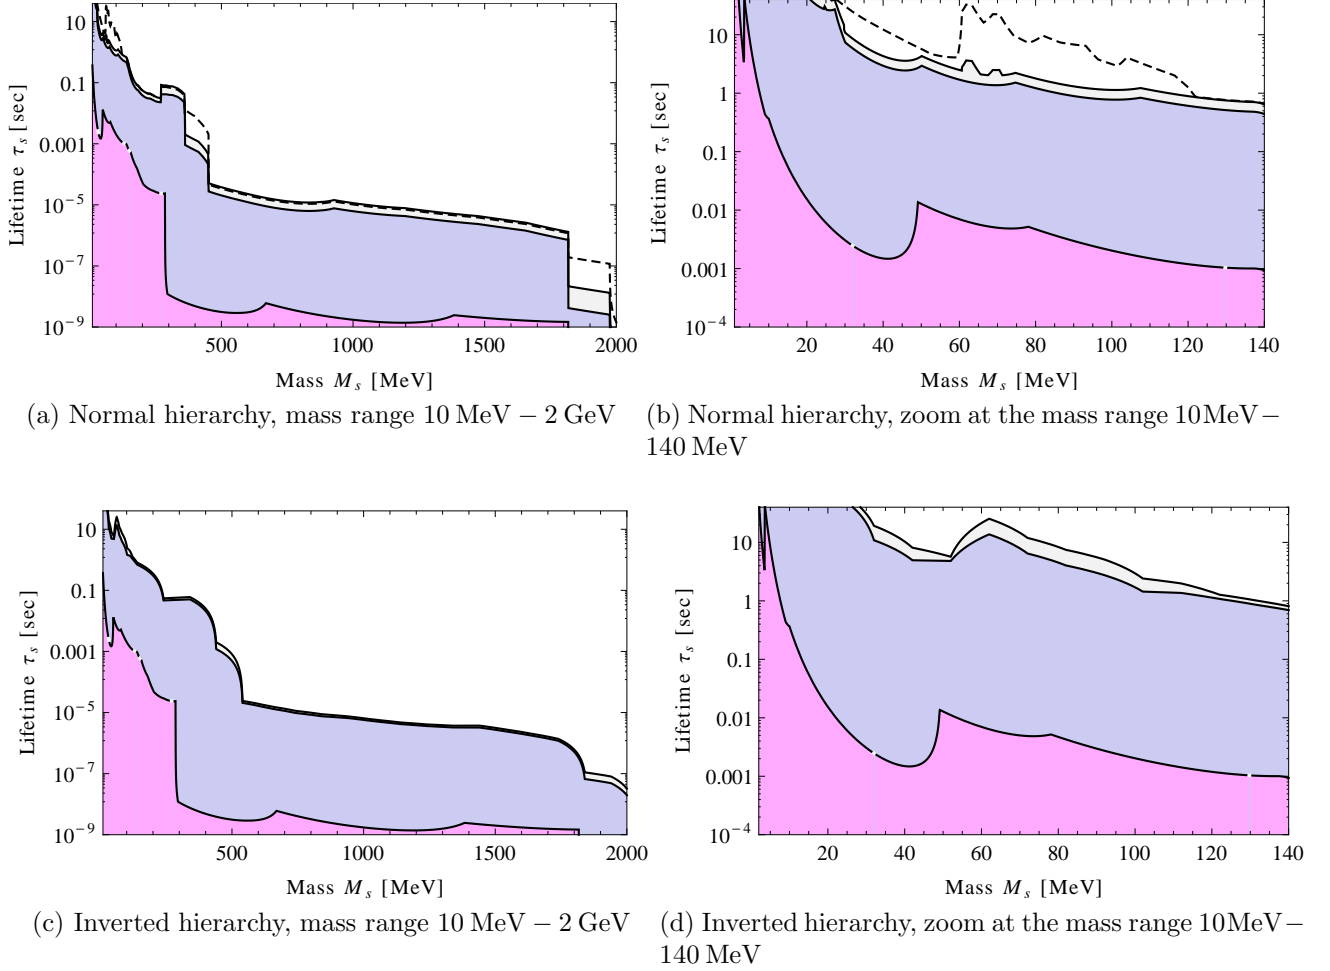 10
0.1
0.001
10⁻⁵
10⁻⁷
10⁻⁹
Lifetime τₛ [sec]
500 1000 1500 2000
Mass Mₛ [MeV]
(a) Normal hierarchy, mass range 10 MeV − 2 GeV
10
1
0.1
0.01
0.001
10⁻⁴
Lifetime τₛ [sec]
20 40 60 80 100 120 140
Mass Mₛ [MeV]
(b) Normal hierarchy, zoom at the mass range 10MeV−
140 MeV
10
0.1
0.001
10⁻⁵
10⁻⁷
10⁻⁹
Lifetime τₛ [sec]
500 1000 1500 2000
Mass Mₛ [MeV]
(c) Inverted hierarchy, mass range 10 MeV − 2 GeV
10
1
0.1
0.01
0.001
10⁻⁴
Lifetime τₛ [sec]
20 40 60 80 100 120 140
Mass Mₛ [MeV]
(d) Inverted hierarchy, zoom at the mass range 10MeV−
140 MeV